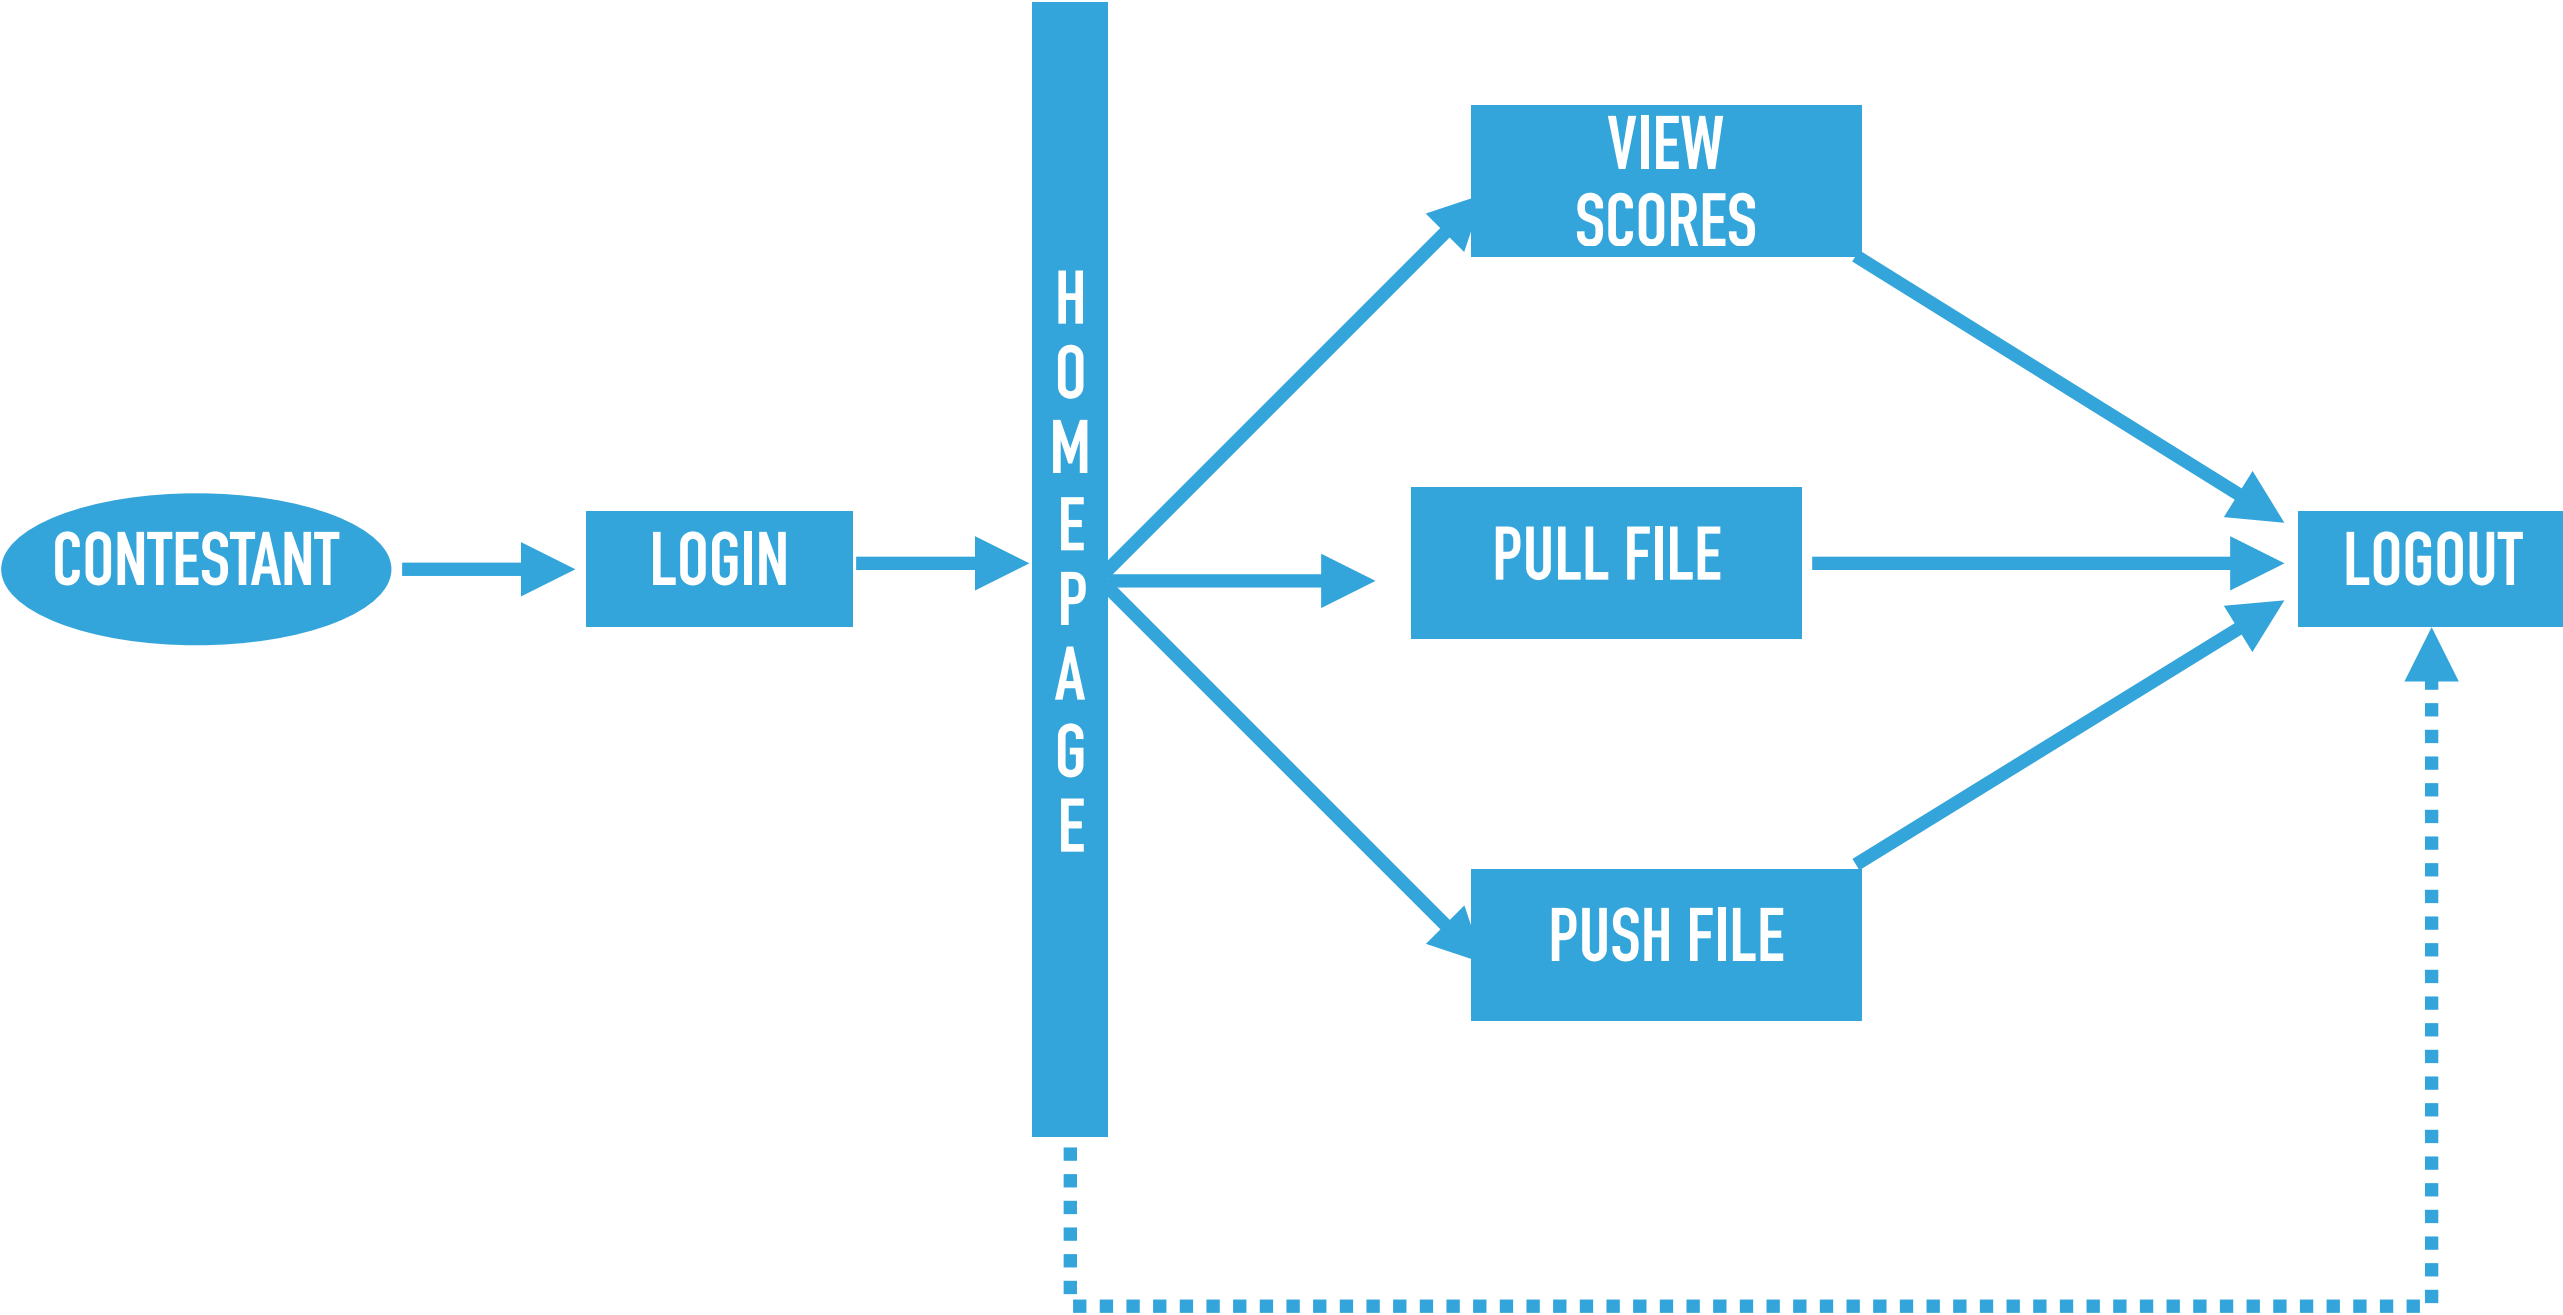 CONTESTANT
LOGIN
HOMEPAGE
VIEW
SCORES
PULL FILE
PUSH FILE
LOGOUT